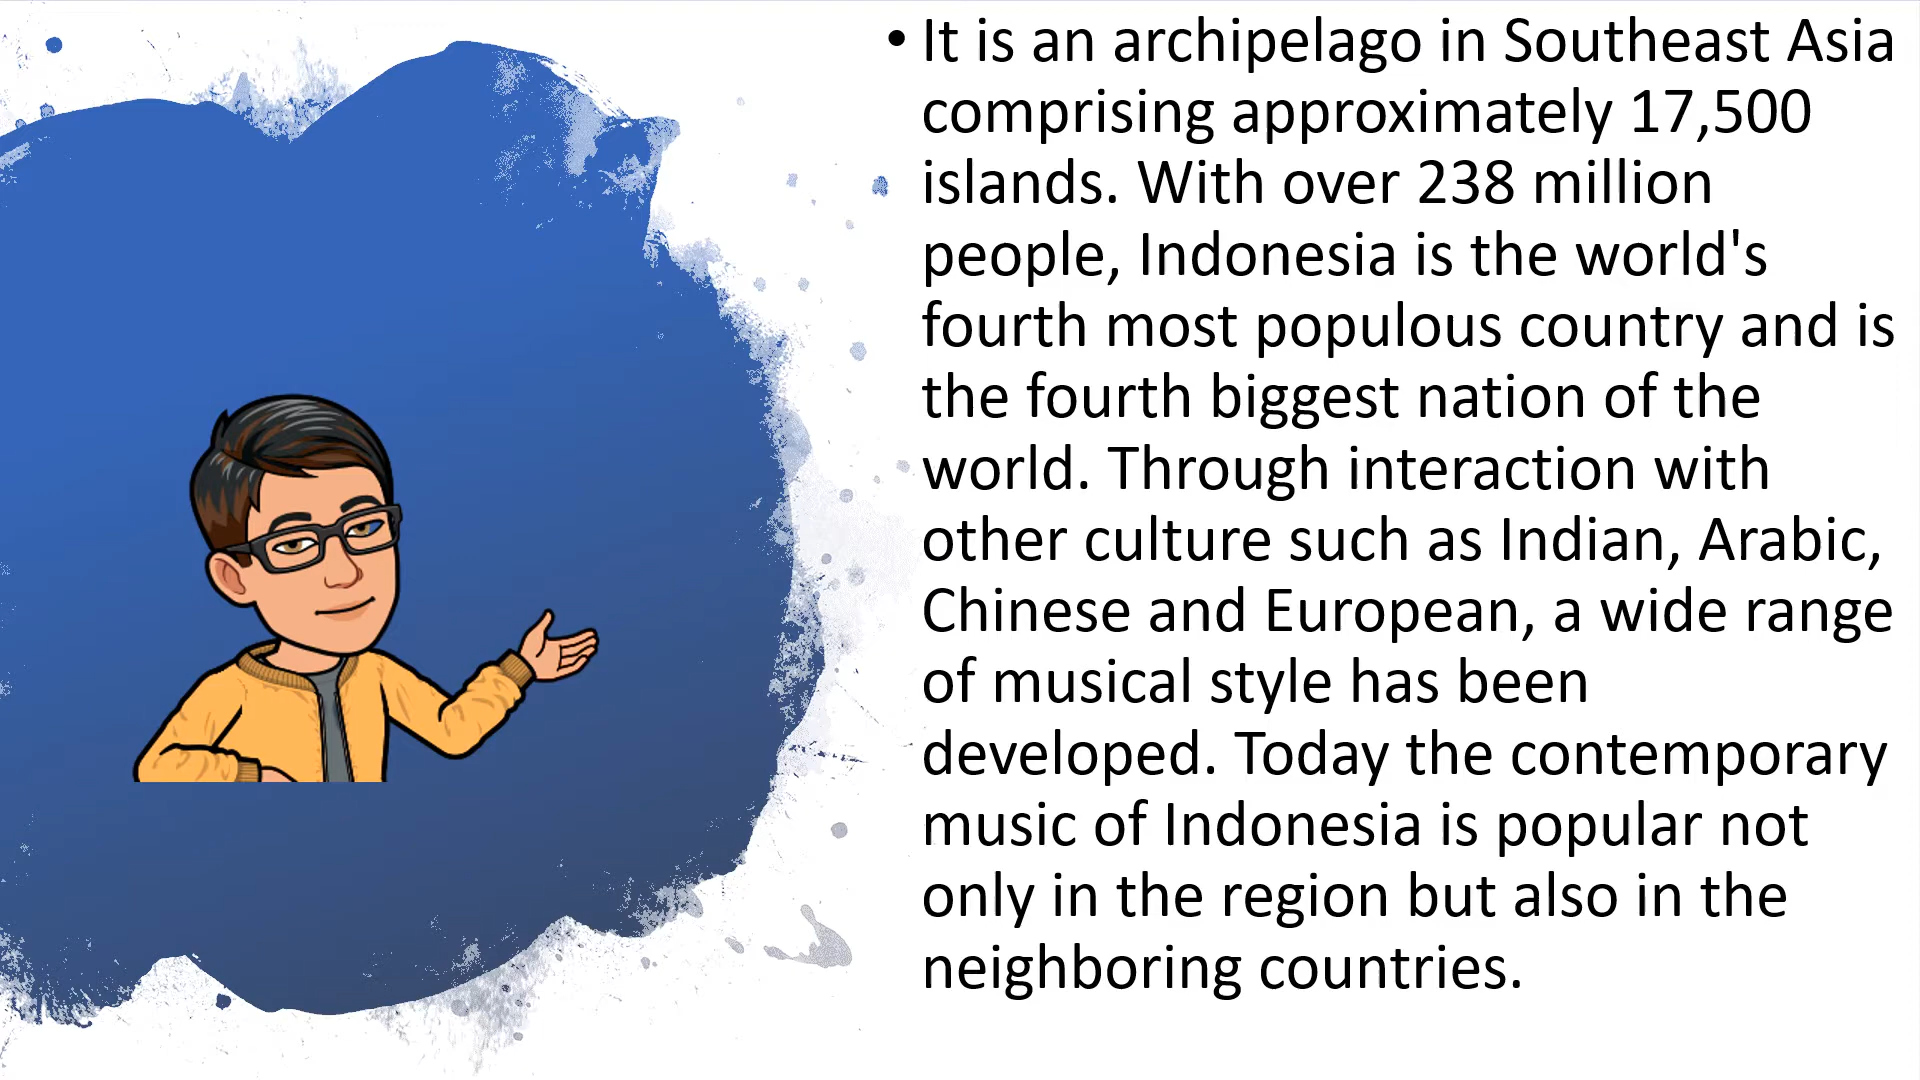 • It is an archipelago in Southeast Asia
comprising approximately 17,500
islands. With over 238 million
people, Indonesia is the world's
fourth most populous country and is
the fourth biggest nation of the
world. Through interaction with
other culture such as Indian, Arabic,
Chinese and European, a wide range
of musical style has been
developed. Today the contemporary
music of Indonesia is popular not
only in the region but also in the
neighboring countries.